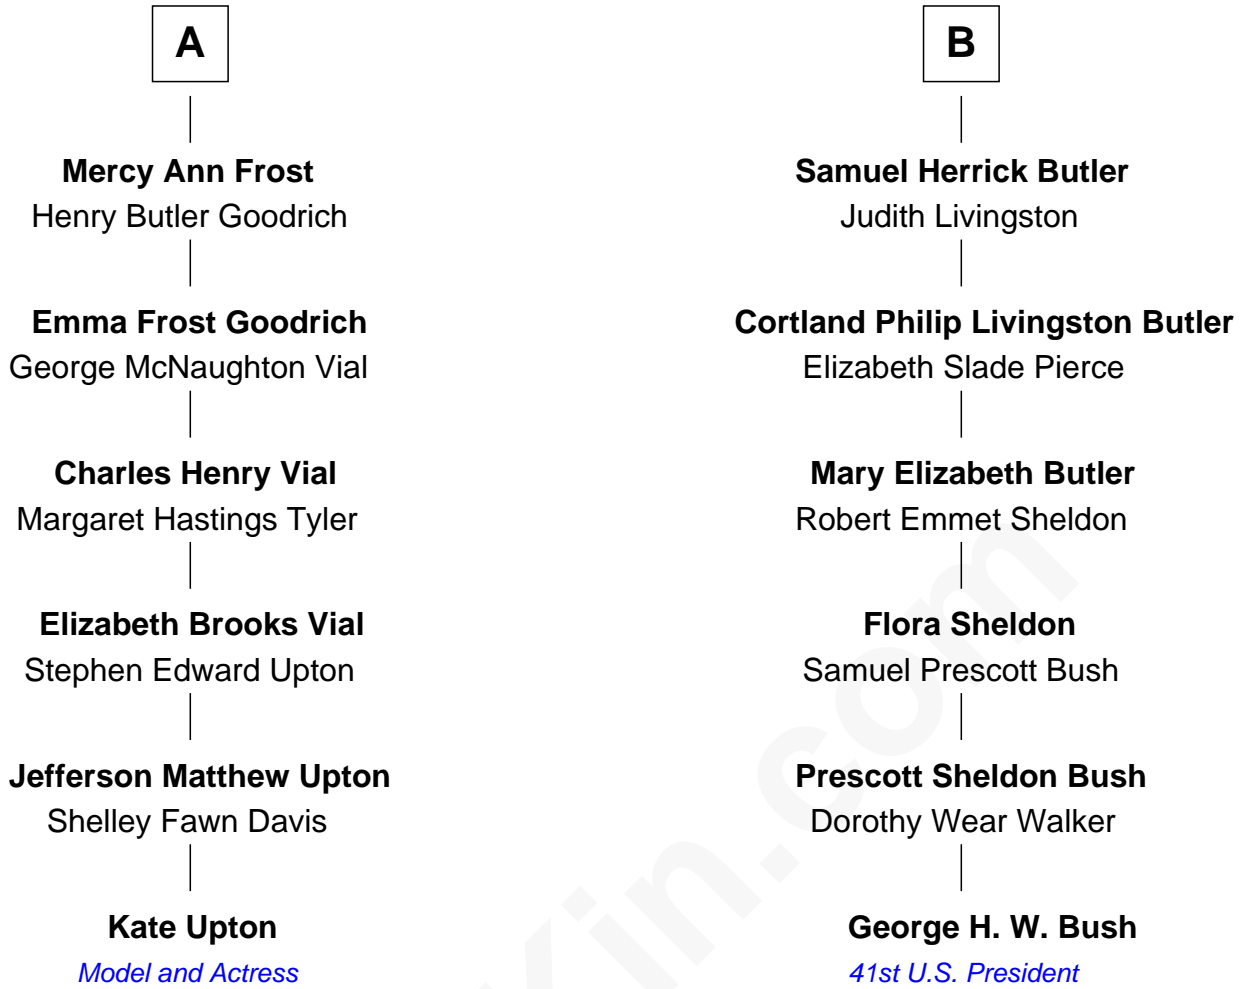 A
Mercy Ann Frost
Henry Butler Goodrich
Emma Frost Goodrich
George McNaughton Vial
Charles Henry Vial
Margaret Hastings Tyler
Elizabeth Brooks Vial
Stephen Edward Upton
Jefferson Matthew Upton
Shelley Fawn Davis
Kate Upton
Model and Actress
B
Samuel Herrick Butler
Judith Livingston
Cortland Philip Livingston Butler
Elizabeth Slade Pierce
Mary Elizabeth Butler
Robert Emmet Sheldon
Flora Sheldon
Samuel Prescott Bush
Prescott Sheldon Bush
Dorothy Wear Walker
George H. W. Bush
41st U.S. President